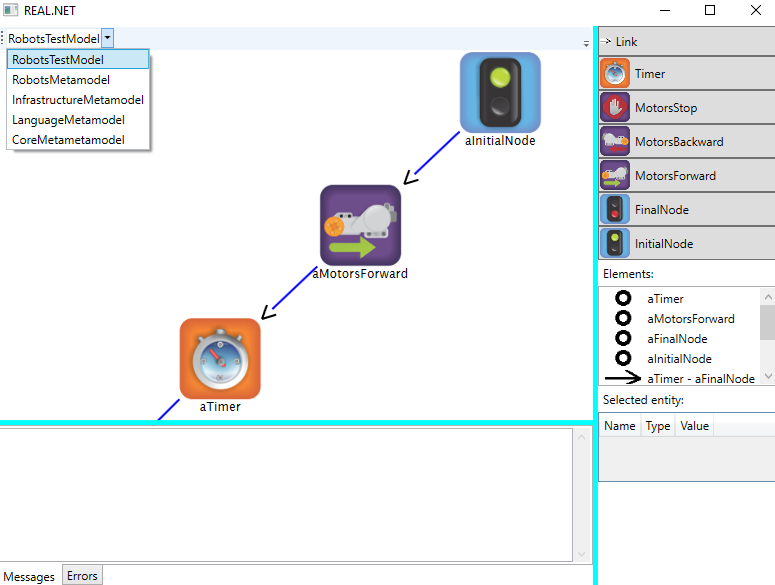 REAL.NET
RobotsTestModel
RobotsTestModel
RobotsMetamodel
InfrastructureMetamodel
LanguageMetamodel
CoreMetametamodel
aInitialNode
aMotorsForward
aTimer
Link
Timer
MotorsStop
MotorsBackward
MotorsForward
FinalNode
InitialNode
Elements:
aTimer
aMotorsForward
aFinalNode
aInitialNode
aTimer - aFinalNode
Selected entity:
Name Type Value
Messages Errors